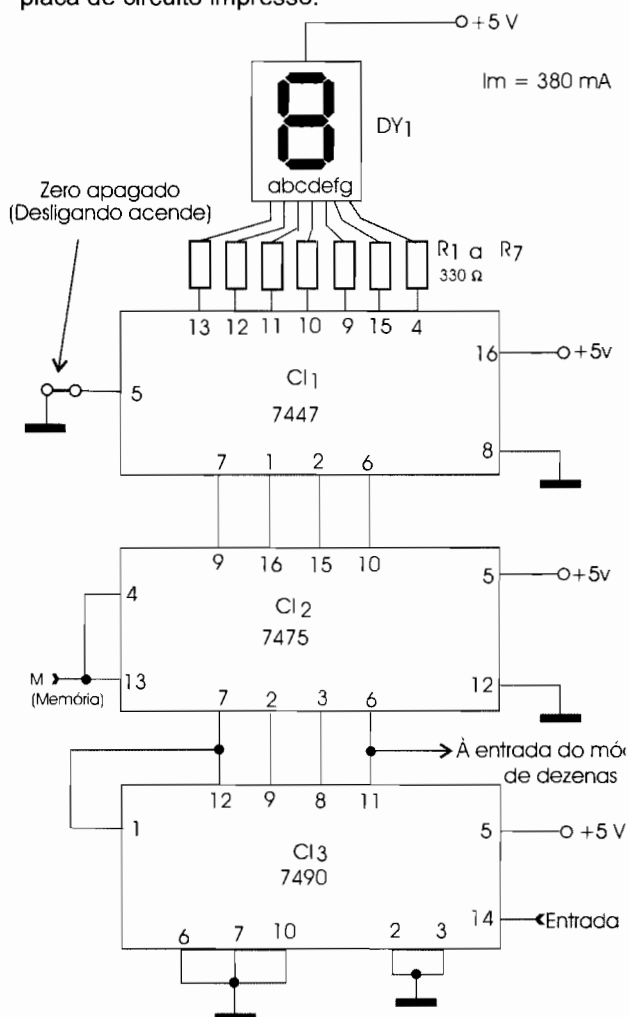 placa de circuito impresso.
+5 V
Im = 380 mA
DY1
abcdefg
Zero apagado
(Desligando acende)
R1 a R7
330 Ω
13 12 11 10 9 15 4
16 +5v
CI1
5
7447
8
7 1 2 6
9 16 15 10
5 +5v
4
CI2
7475
M
(Memória)
13
12
7 2 3 6
À entrada do mó
de dezenas
12 9 8 11
1
5 +5 V
CI3
7490
14 Entrada
6 7 10 2 3